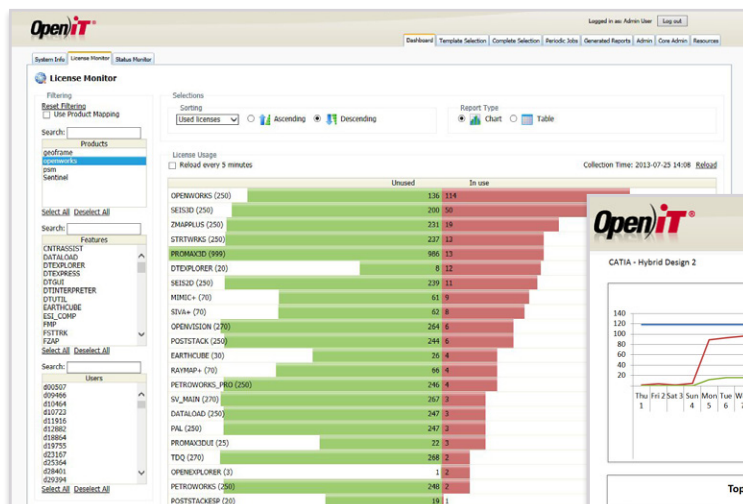 OpeniT®
Logged in as: Admin User Log out
Dashboard Template Selection Complete Selection Periodic Jobs Generated Reports Admin Core Admin Resources
System Info License Monitor Status Monitor
License Monitor
Filtering
Reset Filtering
Use Product Mapping
Search:
Products
geoframe
openworks
psm
Sentinel
Select All Deselect All
Search:
Features
CNTRASSIST
DATALOAD
DTEXPLORER
DTEXPRESS
DTGUI
DTINTERPRETER
DTUTIL
EARTHCUBE
ESI_COMP
FMP
FSTTRK
FZAP
Select All Deselect All
Search:
Users
d00507
d09466
d10464
d10723
d11916
d12882
d18864
d19755
d23167
d25364
d28401
d29394
Select All Deselect All
Selections
Sorting
Used licenses Ascending Descending
Report Type
Chart Table
License Usage
Reload every 5 minutes
Collection Time: 2013-07-25 14:08 Reload
Unused In use
OPENWORKS (250) 136 114
SEIS3D (250) 200 50
ZMAPPLUS (250) 231 19
STRTWRKS (250) 237 13
PROMAX3D (999) 986 13
DTEXPLORER (20) 8 12
SEIS2D (250) 239 11
MIMIC+ (70) 61 9
SIVA+ (70) 62 8
OPENVISION (270) 264 6
POSTSTACK (250) 244 6
EARTHCUBE (30) 26 4
RAYMAP+ (70) 66 4
PETROWORKS_PRO (250) 246 4
SV_MAIN (270) 267 3
DATALOAD (250) 247 3
PAL (250) 247 3
PROMAX3DUI (25) 22 3
TDQ (270) 268 2
OPENEXPLORER (3) 1 2
PETROWORKS (250) 248 2
POSTSTACKESP (20) 19 1
OpeniT®
CATIA - Hybrid Design 2
140
120
100
80
60
40
20
Thu Fri 2 Sat 3 Sun Mon Tue
1 4 5 6